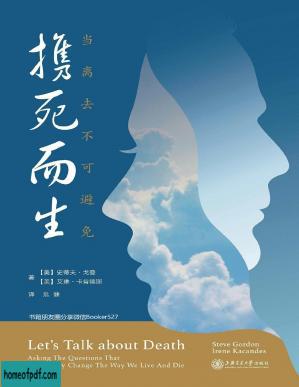 携死而生
当离去不可避免
【美】史蒂夫·戈登
【美】艾琳·卡肯德斯
著
译
书籍朋友圈分享微信Booker527
homeofpdf.com
Let's Talk about Death
Asking The Questions That
Change The Way We Live And Die
Steve Gordon
Irene Kacandes
上海交通大学出版社